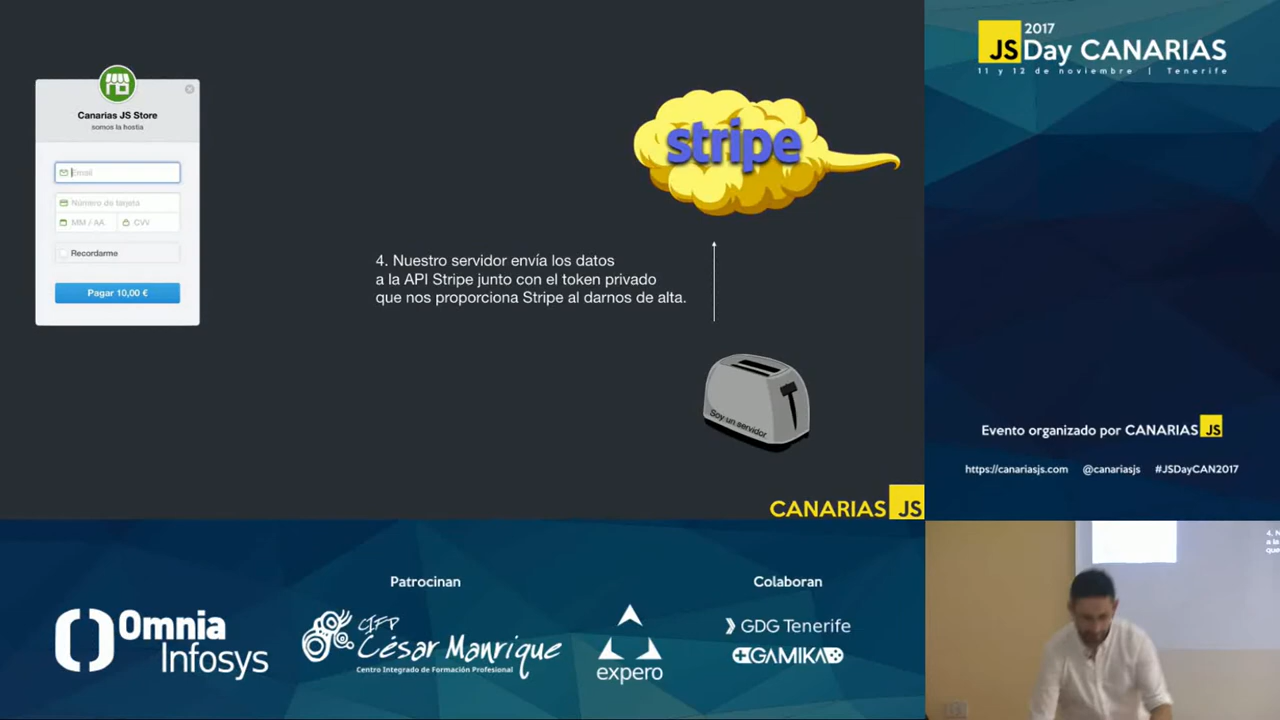 Canarias JS Store
somos la hostia
Email
Número de tarjeta
MM / AA
CVV
Recordarme
Pagar 10,00 €
stripe
4. Nuestro servidor envía los datos
a la API Stripe junto con el token privado
que nos proporciona Stripe al darnos de alta.
Soy un servidor
CANARIAS JS
2017
JS Day CANARIAS
11 y 12 de noviembre | Tenerife
Evento organizado por CANARIAS JS
https://canariasjs.com @canariasjs #JSDayCAN2017
Patrocinan
Omnia
Infosys
CIFP
César Manrique
Centro Integrado de Formación Profesional
expero
Colaboran
GDG Tenerife
GAMIKA
4. N
a la
que